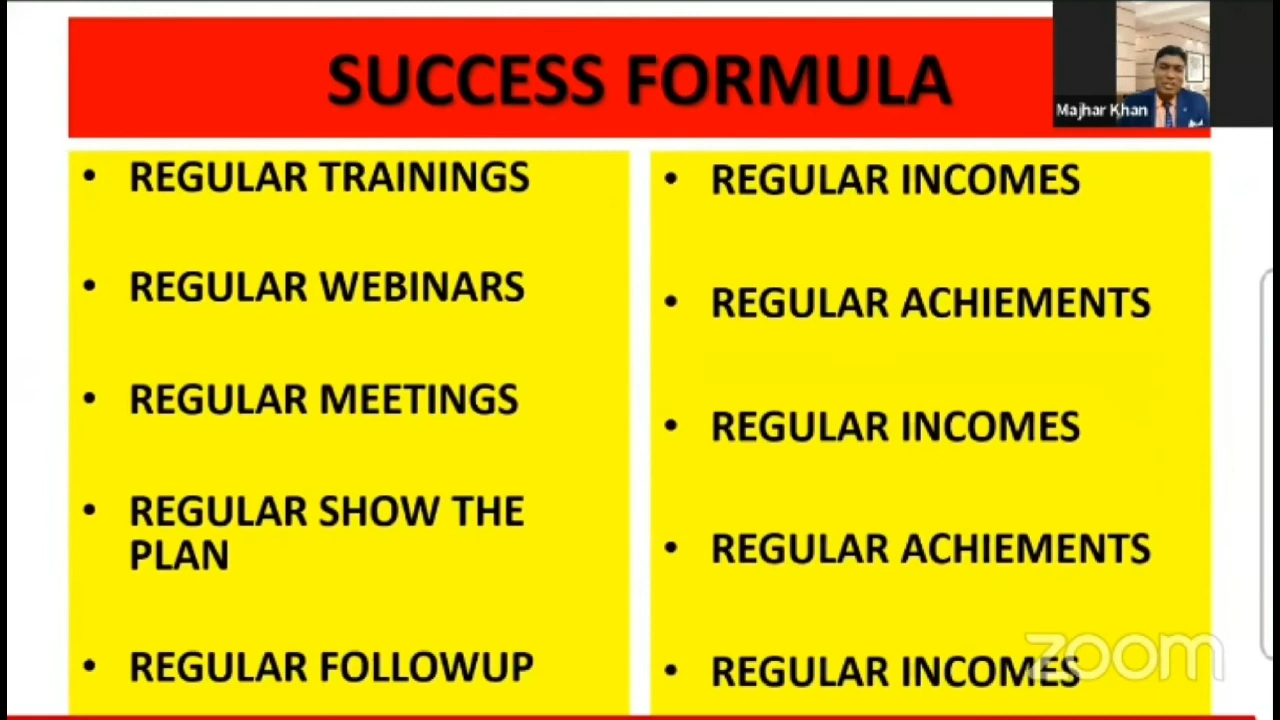 SUCCESS FORMULA
Majhar Khan
• REGULAR TRAININGS
• REGULAR WEBINARS
• REGULAR MEETINGS
• REGULAR SHOW THE
PLAN
• REGULAR FOLLOWUP
• REGULAR INCOMES
• REGULAR ACHIEMENTS
• REGULAR INCOMES
• REGULAR ACHIEMENTS
• REGULAR INCOMES
zoom